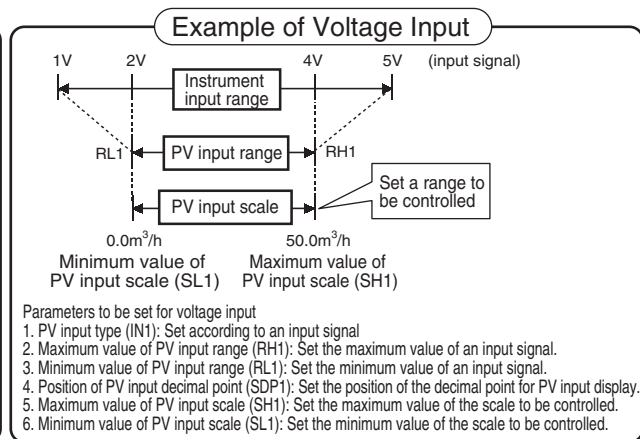 Example of Voltage Input
1V 2V 4V 5V (input signal)
Instrument
input range
RL1 PV input range RH1
PV input scale
Set a range to
be controlled
0.0m³/h 50.0m³/h
Minimum value of Maximum value of
PV input scale (SL1) PV input scale (SH1)
Parameters to be set for voltage input
1. PV input type (IN1): Set according to an input signal
2. Maximum value of PV input range (RH1): Set the maximum value of an input signal.
3. Minimum value of PV input range (RL1): Set the minimum value of an input signal.
4. Position of PV input decimal point (SDP1): Set the position of the decimal point for PV input display.
5. Maximum value of PV input scale (SH1): Set the maximum value of the scale to be controlled.
6. Minimum value of PV input scale (SL1): Set the minimum value of the scale to be controlled.